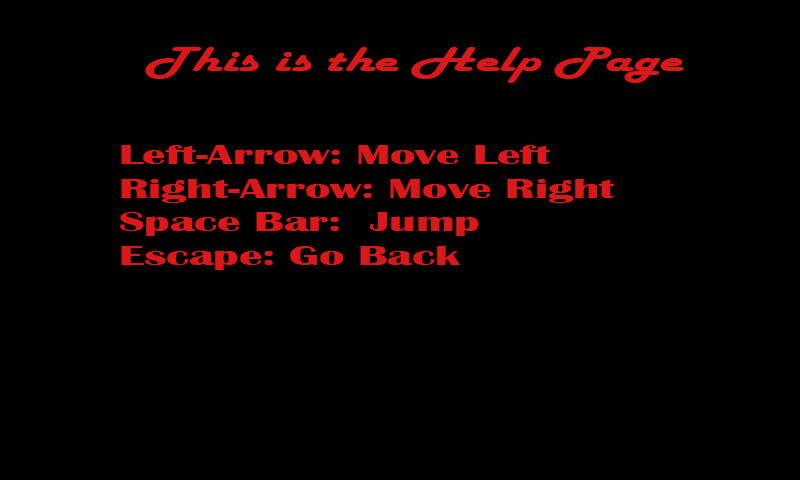 This is the Help Page
Left-Arrow: Move Left
Right-Arrow: Move Right
Space Bar:  Jump
Escape: Go Back